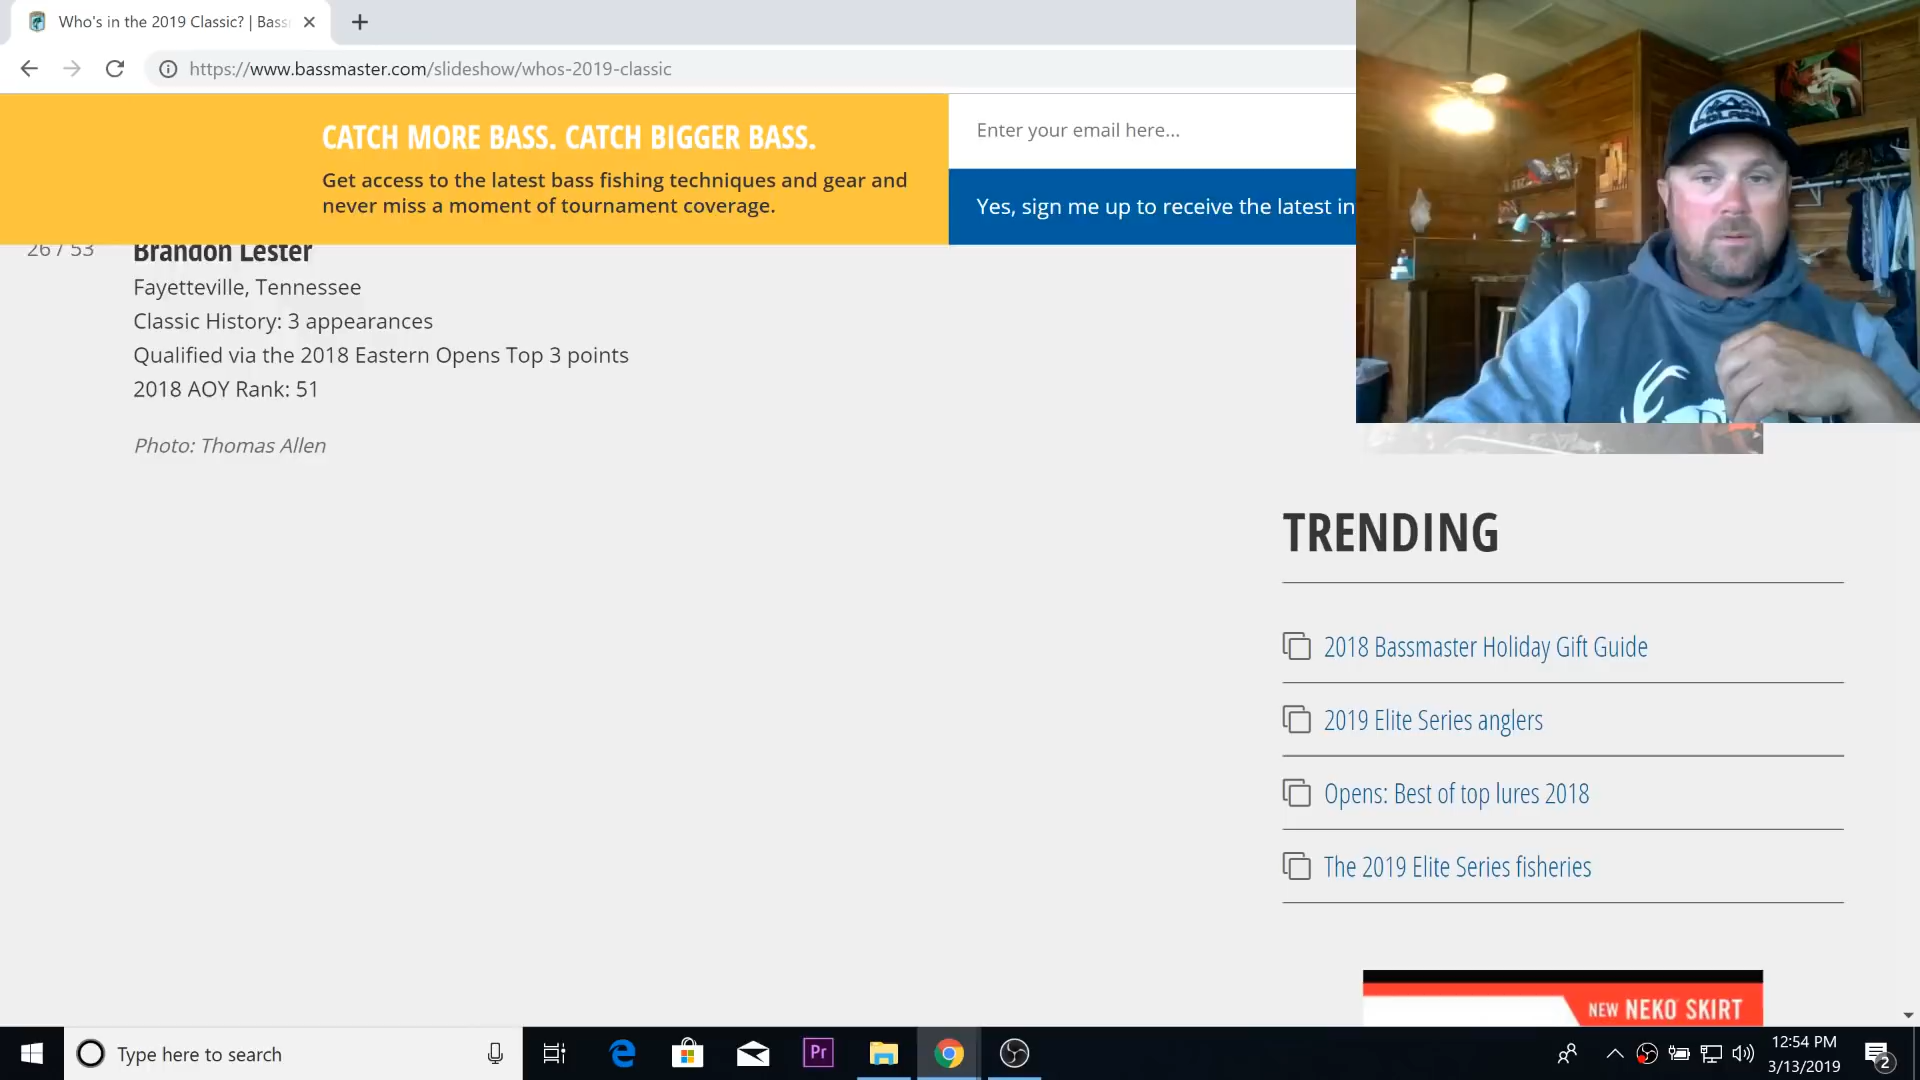 Who's in the 2019 Classic? | Bass
https://www.bassmaster.com/slideshow/whos-2019-classic
CATCH MORE BASS. CATCH BIGGER BASS.
Get access to the latest bass fishing techniques and gear and
never miss a moment of tournament coverage.
Enter your email here...
Yes, sign me up to receive the latest in
26 / 53
Brandon Lester
Fayetteville, Tennessee
Classic History: 3 appearances
Qualified via the 2018 Eastern Opens Top 3 points
2018 AOY Rank: 51
Photo: Thomas Allen
TRENDING
2018 Bassmaster Holiday Gift Guide
2019 Elite Series anglers
Opens: Best of top lures 2018
The 2019 Elite Series fisheries
NEW NEKO SKIRT
Type here to search
Pr
12:54 PM
3/13/2019
2